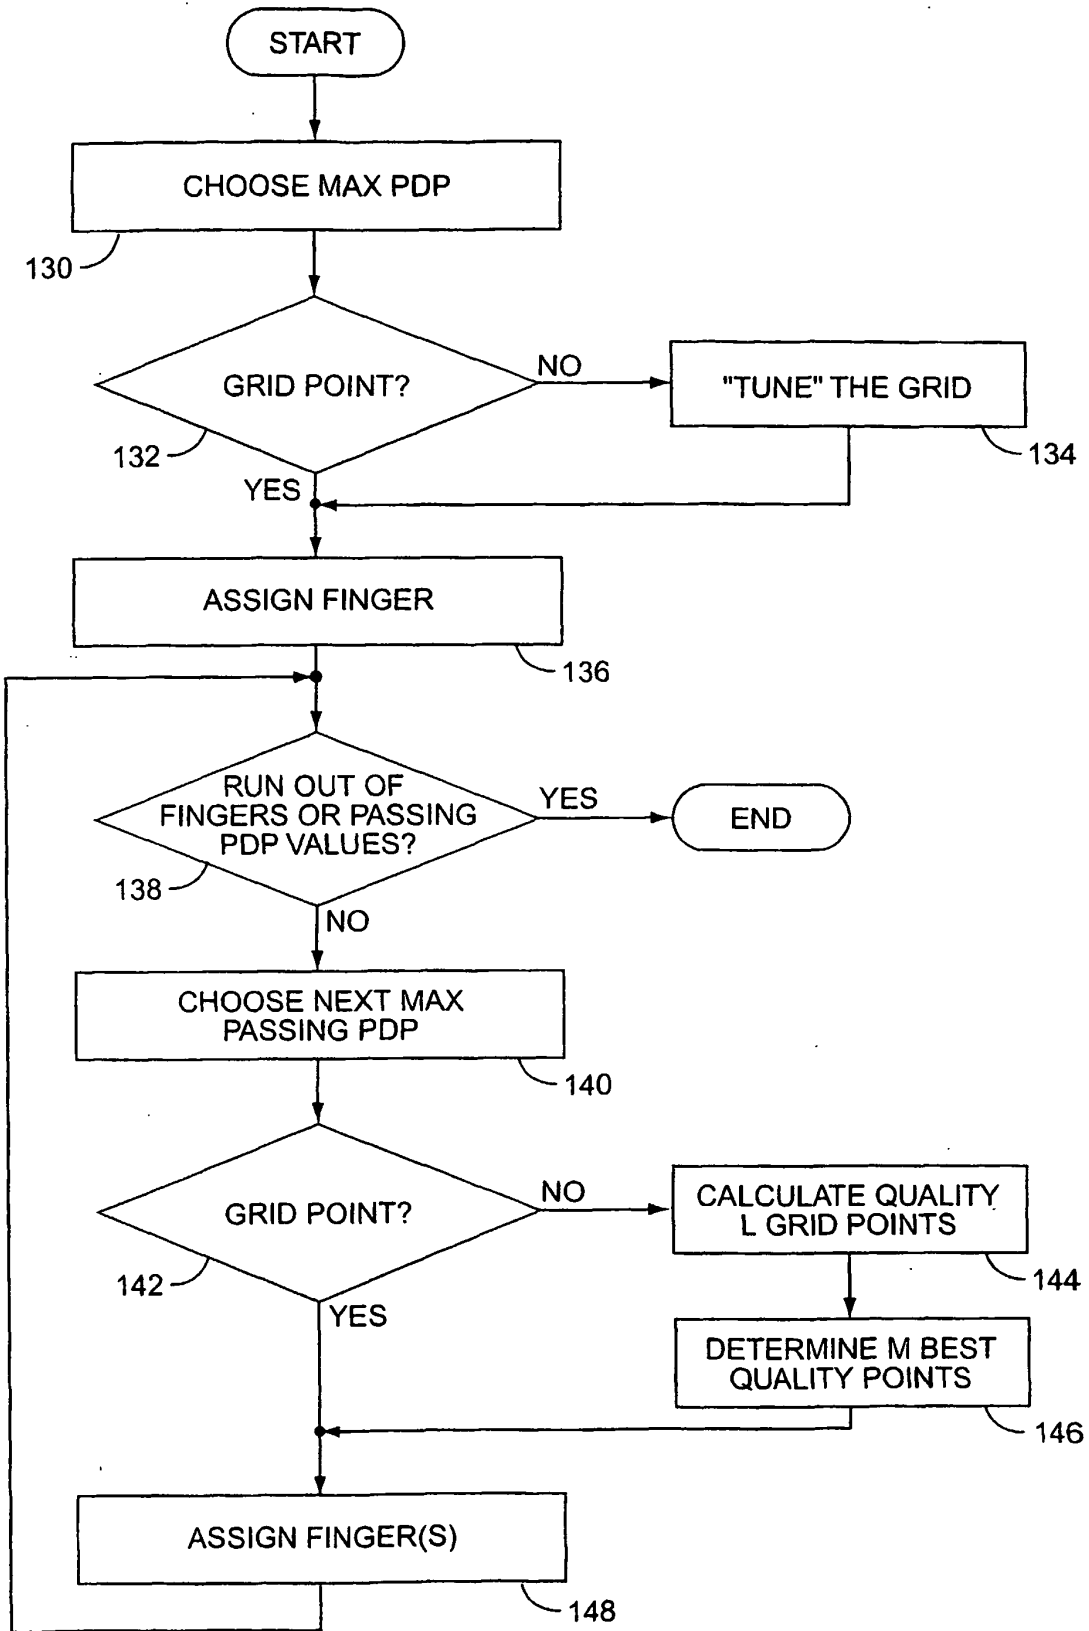 START
CHOOSE MAX PDP
130
GRID POINT?
NO
"TUNE" THE GRID
132
134
YES
ASSIGN FINGER
136
RUN OUT OF
FINGERS OR PASSING
PDP VALUES?
YES
END
138
NO
CHOOSE NEXT MAX
PASSING PDP
140
GRID POINT?
NO
CALCULATE QUALITY
L GRID POINTS
142
144
YES
DETERMINE M BEST
QUALITY POINTS
146
ASSIGN FINGER(S)
148